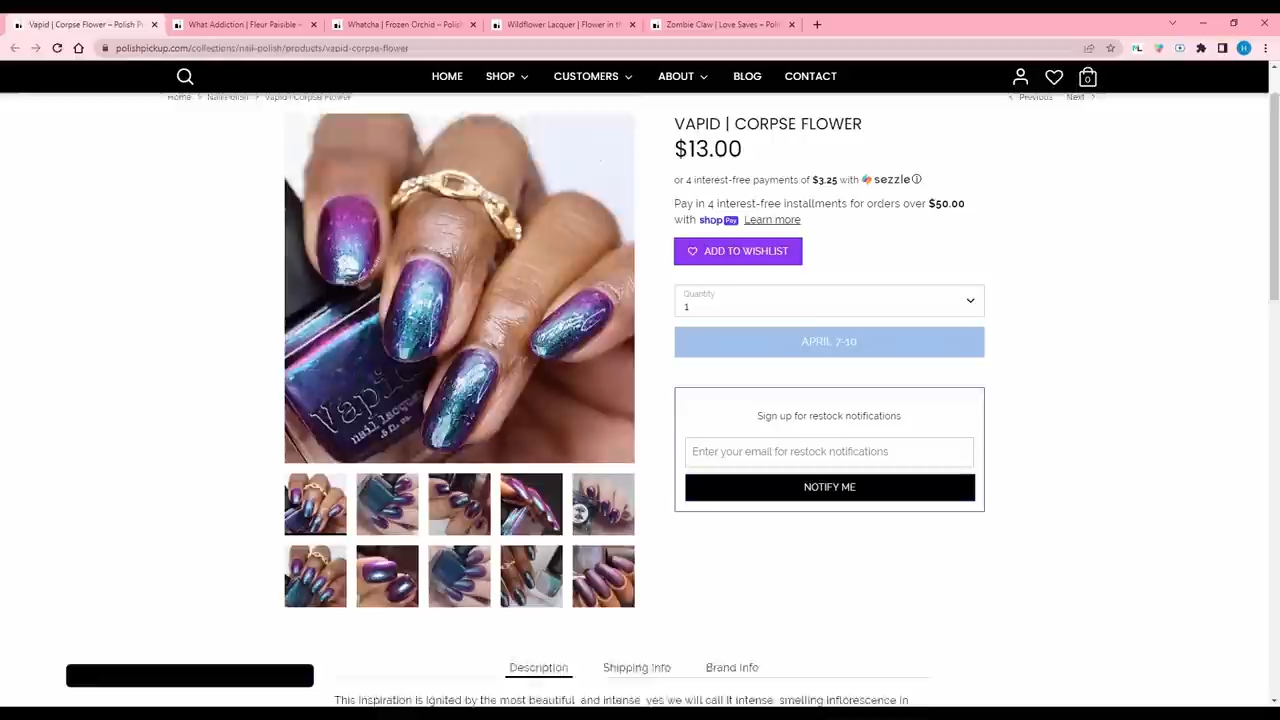 Vapid | Corpse Flower – Polish P
What Addiction | Fleur Paisible –
Whatcha | Frozen Orchid – Polish
Wildflower Lacquer | Flower in th
Zombie Claw | Love Saves – Poli
polishpickup.com/collections/nail-polish/products/vapid-corpse-flower
HOME SHOP CUSTOMERS ABOUT BLOG CONTACT
0
Home > Nail Polish > Vapid | Corpse Flower
< Previous Next >
VAPID | CORPSE FLOWER
$13.00
or 4 interest-free payments of $3.25 with sezzle
Pay in 4 interest-free installments for orders over $50.00
with shop Pay Learn more
ADD TO WISHLIST
Quantity
1
APRIL 7-10
Sign up for restock notifications
Enter your email for restock notifications
NOTIFY ME
Vapid
nail lacquer
Description Shipping Info Brand Info
This Inspiration is ignited by the most beautiful and intense, yes we will call it intense, smelling inflorescence in